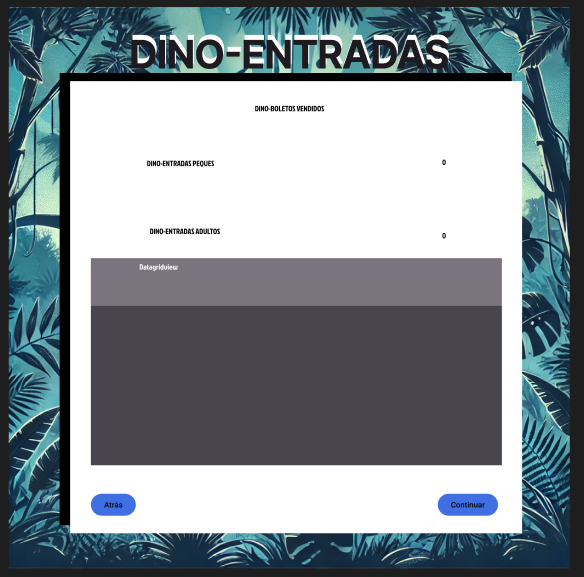 DINO-ENTRADAS
DINO-BOLETOS VENDIDOS
DINO-ENTRADAS PEQUES
0
DINO-ENTRADAS ADULTOS
0
Datagridview
Atrás
Continuar